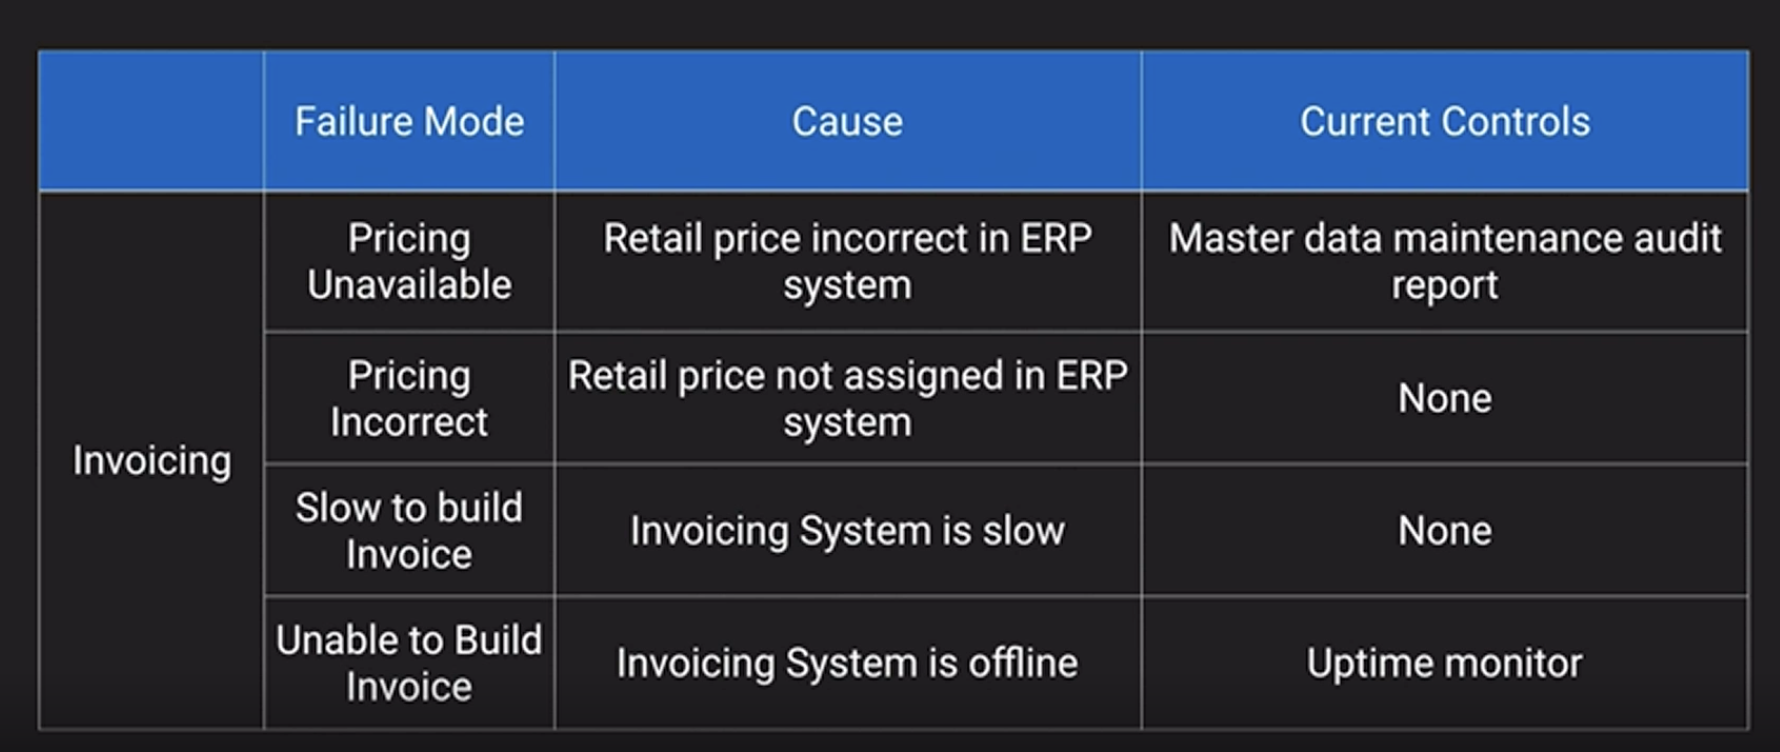 Failure Mode
Cause
Current Controls
Invoicing
Pricing
Unavailable
Retail price incorrect in ERP
system
Master data maintenance audit
report
Pricing
Incorrect
Retail price not assigned in ERP
system
None
Slow to build
Invoice
Invoicing System is slow
None
Unable to Build
Invoice
Invoicing System is offline
Uptime monitor